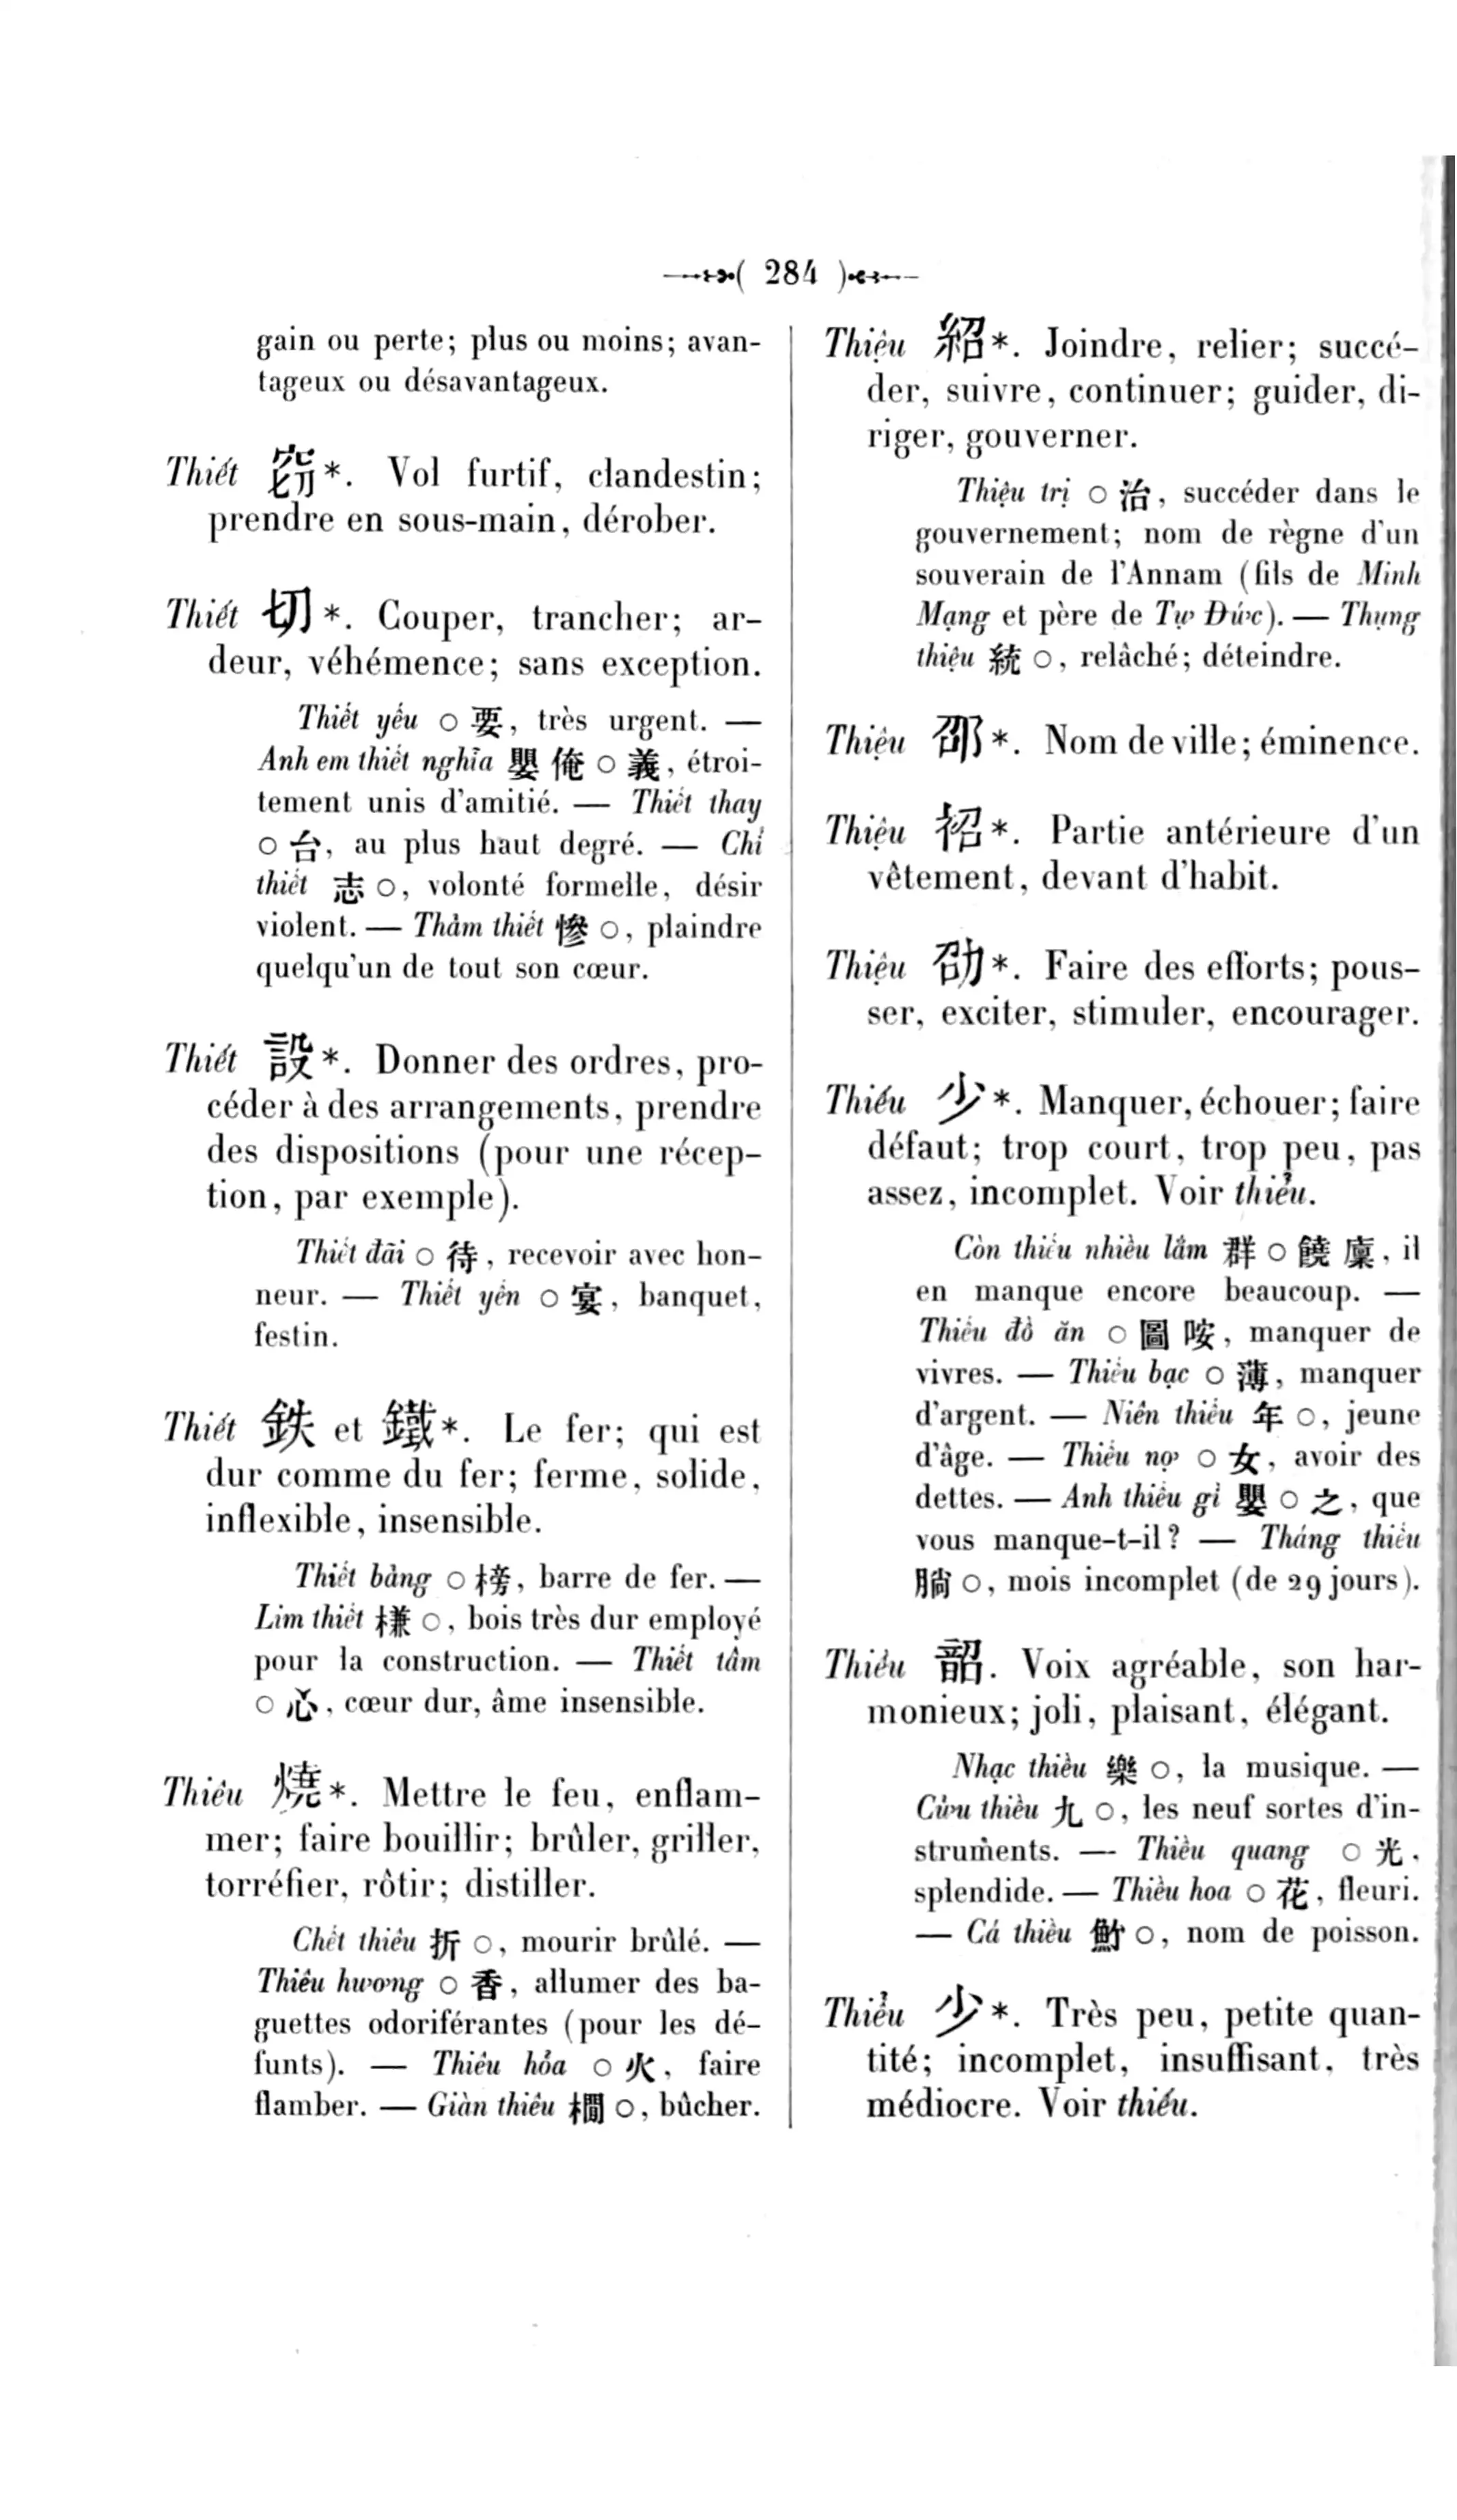 ( 284 )
gain ou perte; plus ou moins; avan-
tageux ou désavantageux.
Thiết 窃*. Vol furtif, clandestin;
prendre en sous-main, dérober.
Thiết 切*. Couper, trancher; ar-
deur, véhémence; sans exception.
Thiết yếu ○ 要, très urgent. —
Anh em thiết nghĩa 嬰 俺 ○ 義, étroi-
tement unis d'amitié. — Thiết thay
○ 台, au plus haut degré. — Chí
thiết 志 ○, volonté formelle, désir
violent. — Thảm thiết 慘 ○, plaindre
quelqu'un de tout son cœur.
Thiết 設*. Donner des ordres, pro-
céder à des arrangements, prendre
des dispositions (pour une récep-
tion, par exemple).
Thiết đãi ○ 待, recevoir avec hon-
neur. — Thiết yến ○ 宴, banquet,
festin.
Thiết 鉄 et 鐵*. Le fer; qui est
dur comme du fer; ferme, solide,
inflexible, insensible.
Thiết bảng ○ 榜, barre de fer. —
Lim thiết 槏 ○, bois très dur employé
pour la construction. — Thiết tâm
○ 心, cœur dur, âme insensible.
Thiêu 燒*. Mettre le feu, enflam-
mer; faire bouillir; brûler, griller,
torréfier, rôtir; distiller.
Chết thiêu 折 ○, mourir brûlé. —
Thiêu hương ○ 香, allumer des ba-
guettes odoriférantes (pour les dé-
funts). — Thiêu hỏa ○ 火, faire
flamber. — Giàn thiêu 橺 ○, bûcher.
Thiệu 紹*. Joindre, relier; succé-
der, suivre, continuer; guider, di-
riger, gouverner.
Thiệu trị ○ 治, succéder dans le
gouvernement; nom de règne d'un
souverain de l'Annam (fils de Minh
Mạng et père de Tự Đức). — Thụng
thiệu 統 ○, relâché; déteindre.
Thiệu 邵*. Nom de ville; éminence.
Thiệu 袑*. Partie antérieure d'un
vêtement, devant d'habit.
Thiệu 劭*. Faire des efforts; pous-
ser, exciter, stimuler, encourager.
Thiếu 少*. Manquer, échouer; faire
défaut; trop court, trop peu, pas
assez, incomplet. Voir thiểu.
Còn thiếu nhiều lắm 群 ○ 饒 廩, il
en manque encore beaucoup. —
Thiếu đồ ăn ○ 圖 咹, manquer de
vivres. — Thiếu bạc ○ 薄, manquer
d'argent. — Niên thiếu 年 ○, jeune
d'âge. — Thiếu nợ ○ 女, avoir des
dettes. — Anh thiếu gì 嬰 ○ 之, que
vous manque-t-il? — Tháng thiếu
䏾 ○, mois incomplet (de 29 jours).
Thiều 韶. Voix agréable, son har-
monieux; joli, plaisant, élégant.
Nhạc thiều 樂 ○, la musique. —
Cửu thiều 九 ○, les neuf sortes d'in-
struments. — Thiều quang ○ 光,
splendide. — Thiều hoa ○ 花, fleuri.
— Cá thiều ○, nom de poisson.
Thiểu 少*. Très peu, petite quan-
tité; incomplet, insuffisant, très
médiocre. Voir thiếu.